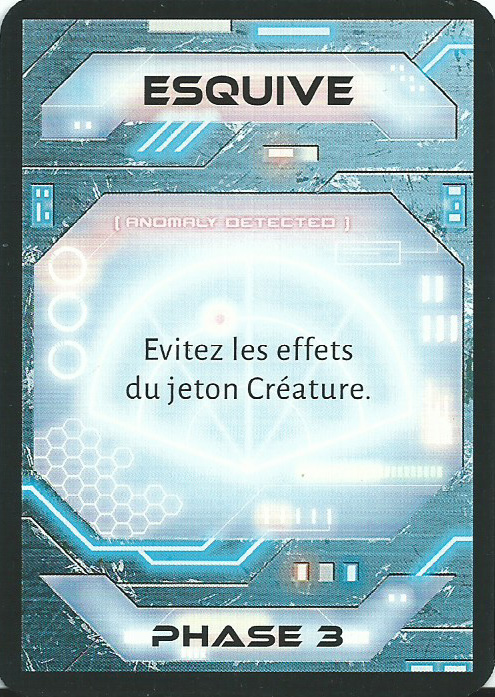 ESQUIVE
[ ANOMALY DETECTED ]
Evitez les effets
du jeton Créature.
PHASE 3